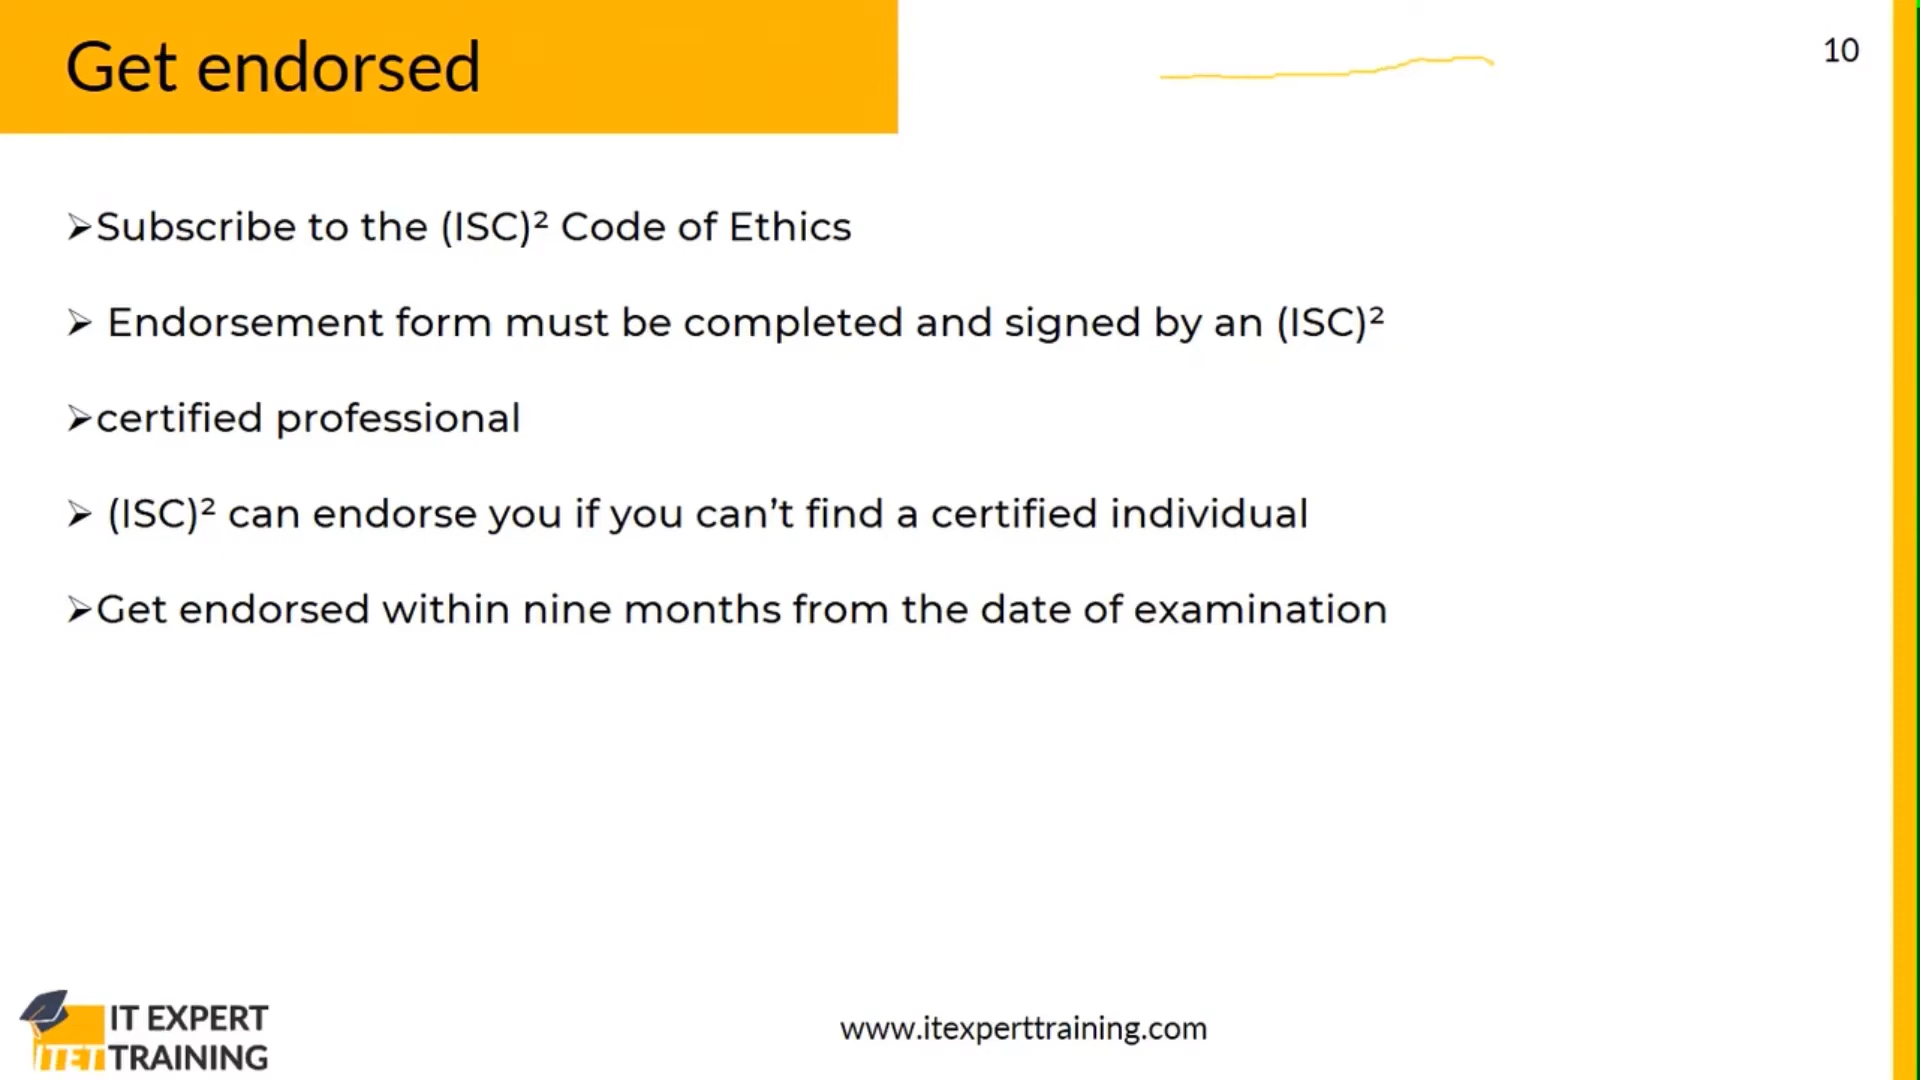 Get endorsed
10
➢Subscribe to the (ISC)² Code of Ethics
➢ Endorsement form must be completed and signed by an (ISC)²
➢certified professional
➢ (ISC)² can endorse you if you can’t find a certified individual
➢Get endorsed within nine months from the date of examination
IT EXPERT
ITET TRAINING
www.itexperttraining.com